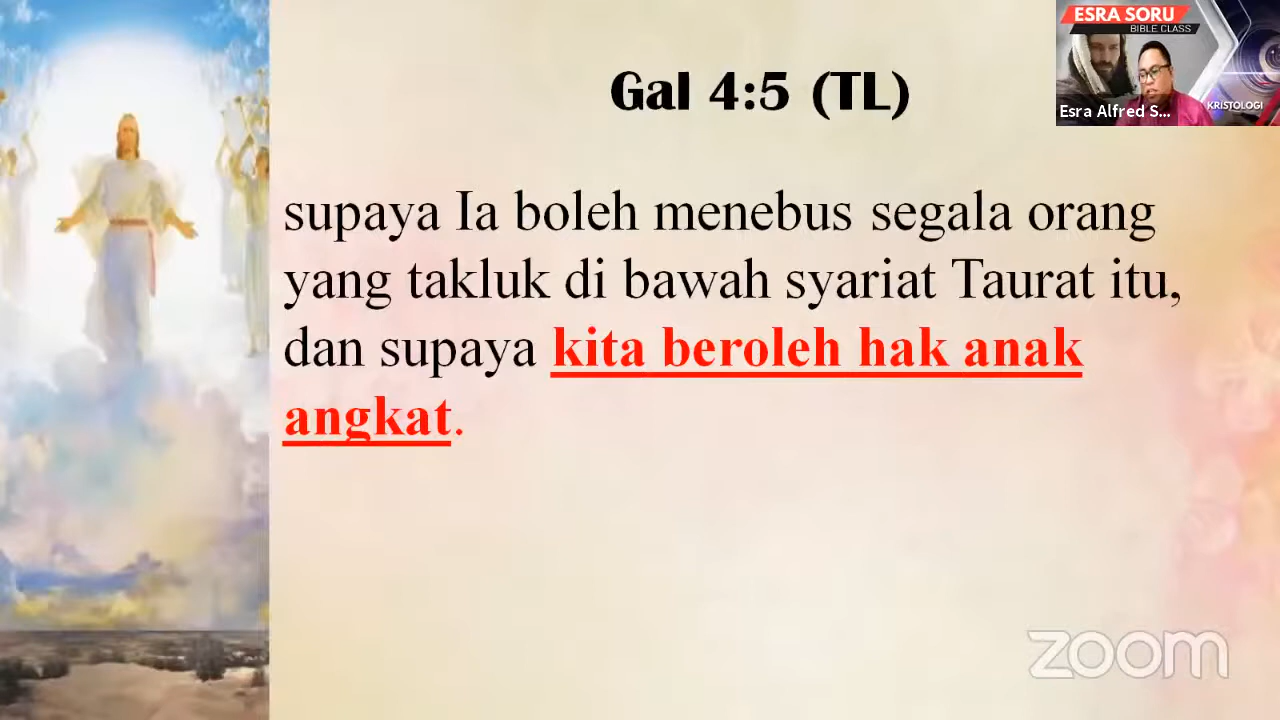 Gal 4:5 (TL)
ESRA SORU
BIBLE CLASS
KRISTOLOGI
Esra Alfred S...
supaya Ia boleh menebus segala orang
yang takluk di bawah syariat Taurat itu,
dan supaya kita beroleh hak anak
angkat.
zoom